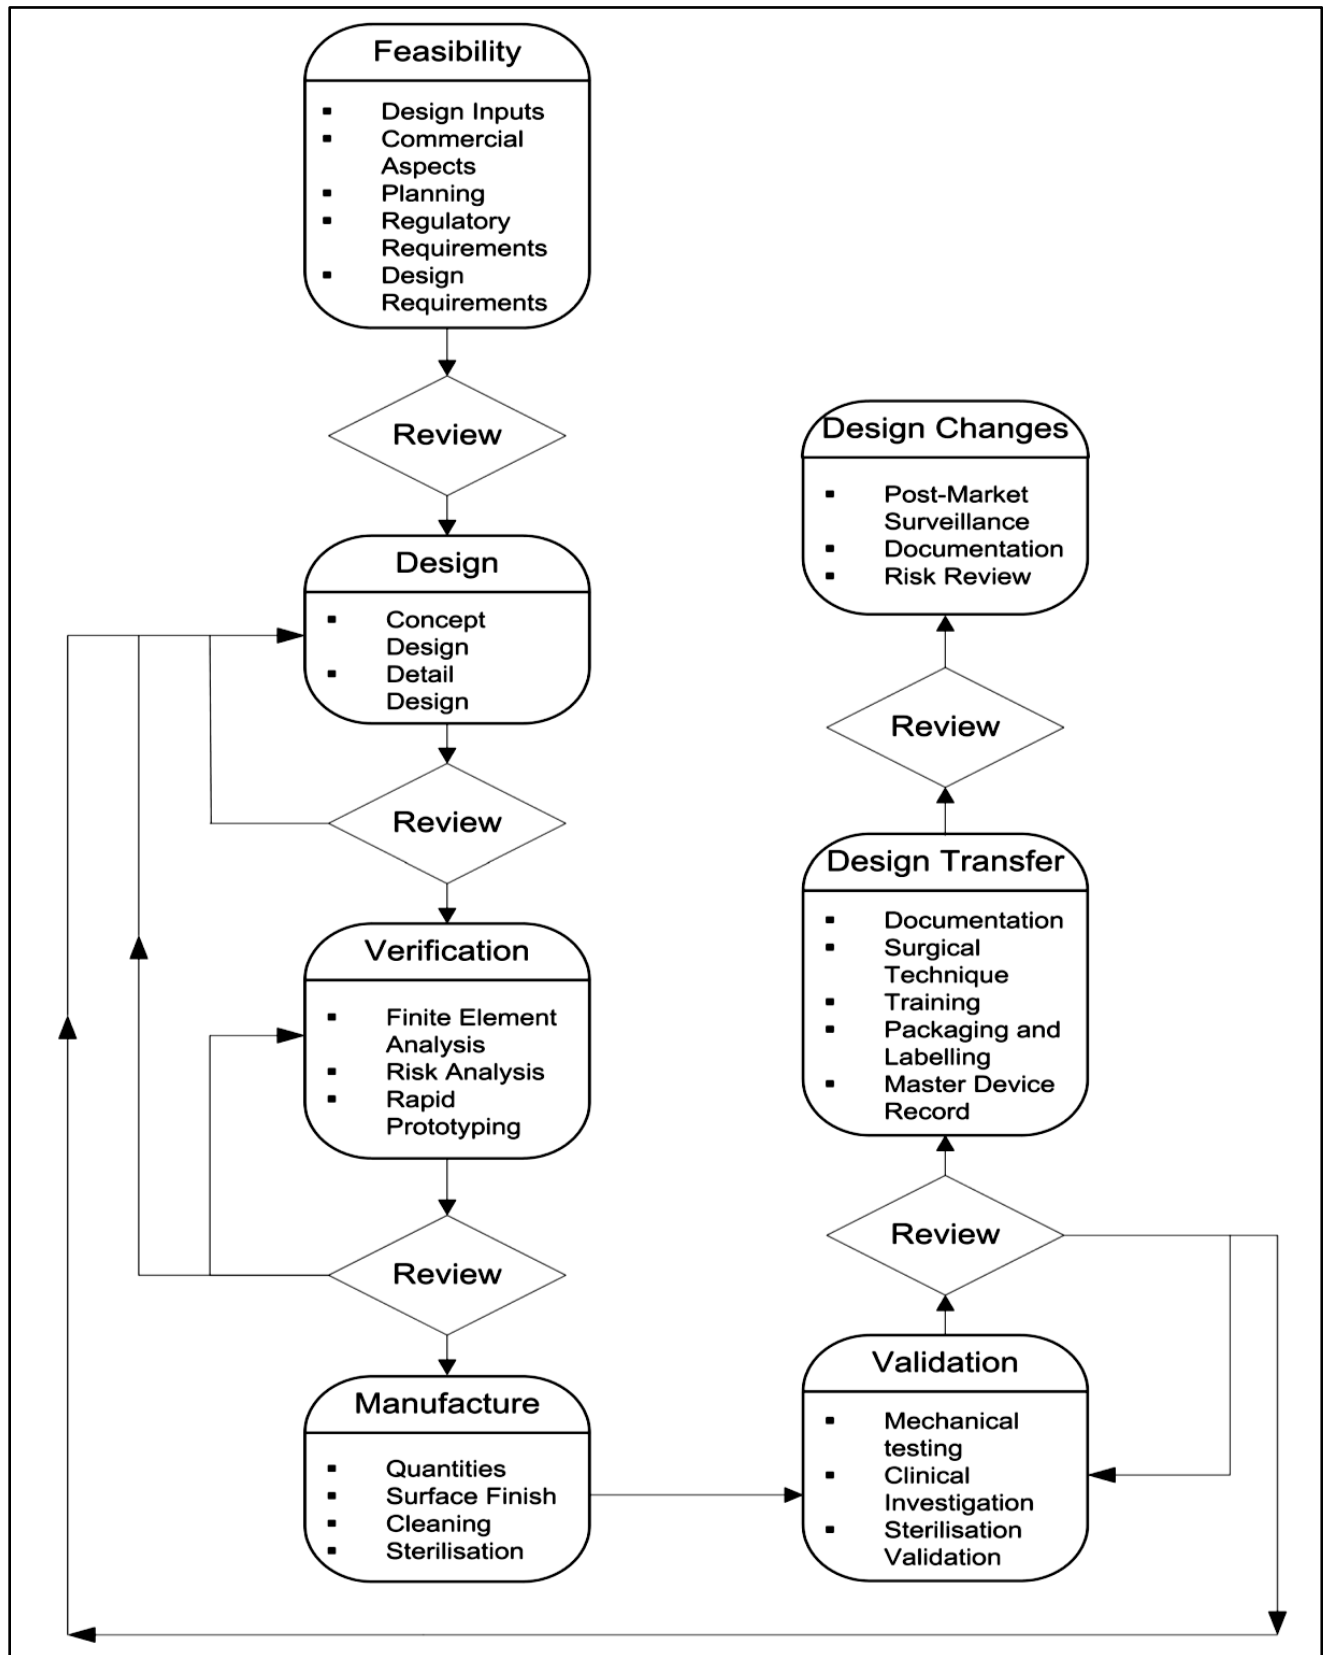 Feasibility
▪ Design Inputs
▪ Commercial
Aspects
▪ Planning
▪ Regulatory
Requirements
▪ Design
Requirements
Review
Design
▪ Concept
Design
▪ Detail
Design
Review
Verification
▪ Finite Element
Analysis
▪ Risk Analysis
▪ Rapid
Prototyping
Review
Manufacture
▪ Quantities
▪ Surface Finish
▪ Cleaning
▪ Sterilisation
Design Changes
▪ Post-Market
Surveillance
▪ Documentation
▪ Risk Review
Review
Design Transfer
▪ Documentation
▪ Surgical
Technique
▪ Training
▪ Packaging and
Labelling
▪ Master Device
Record
Review
Validation
▪ Mechanical
testing
▪ Clinical
Investigation
▪ Sterilisation
Validation